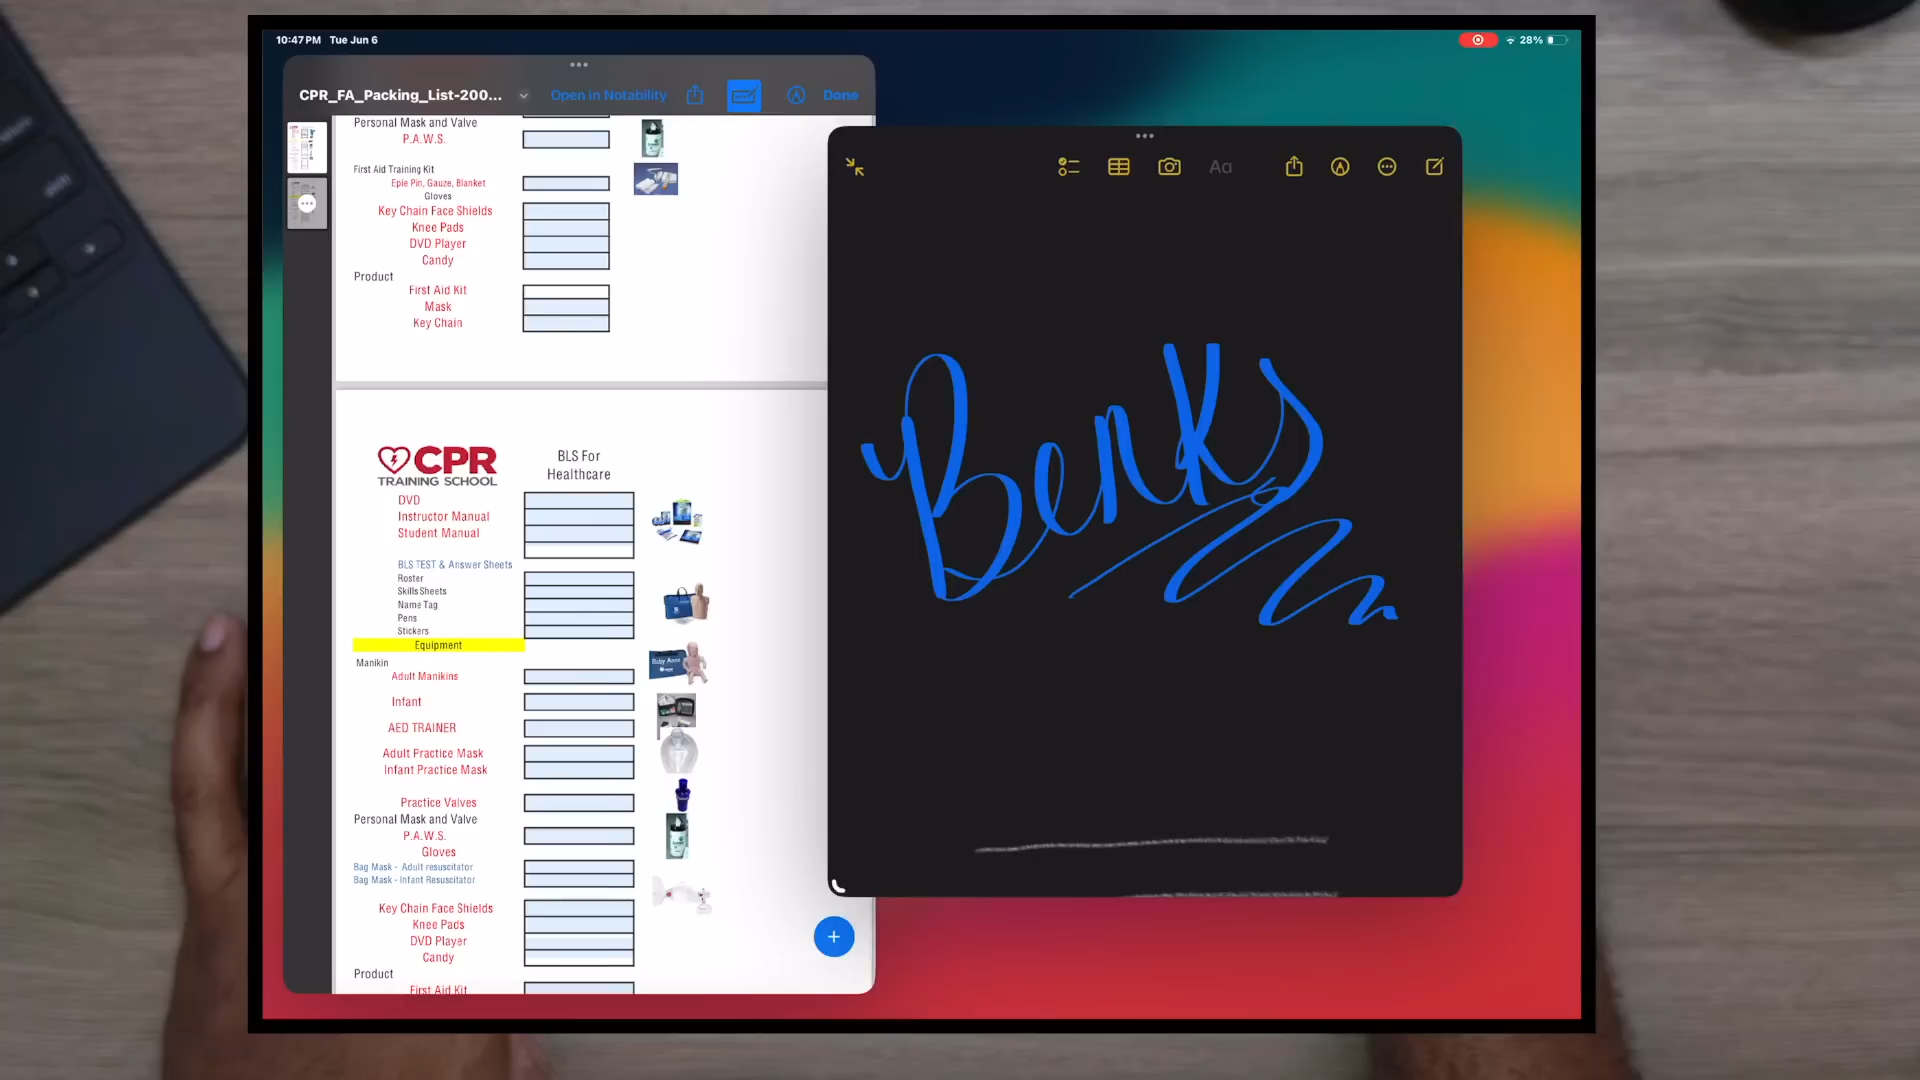 10:47 PM Tue Jun 6
28%
CPR_FA_Packing_List-200...
Open in Notability
Done
Personal Mask and Valve
P.A.W.S.
First Aid Training Kit
Epie Pin, Gauze, Blanket
Gloves
Key Chain Face Shields
Knee Pads
DVD Player
Candy
Product
First Aid Kit
Mask
Key Chain
CPR
TRAINING SCHOOL
BLS For
Healthcare
DVD
Instructor Manual
Student Manual
BLS TEST & Answer Sheets
Roster
Skills Sheets
Name Tag
Pens
Stickers
Equipment
Manikin
Adult Manikins
Infant
Baby Anne
AED TRAINER
Adult Practice Mask
Infant Practice Mask
Practice Valves
Personal Mask and Valve
P.A.W.S.
Gloves
Bag Mask - Adult resuscitator
Bag Mask - Infant Resuscitator
Key Chain Face Shields
Knee Pads
DVD Player
Candy
Product
First Aid Kit
Aa
Benks